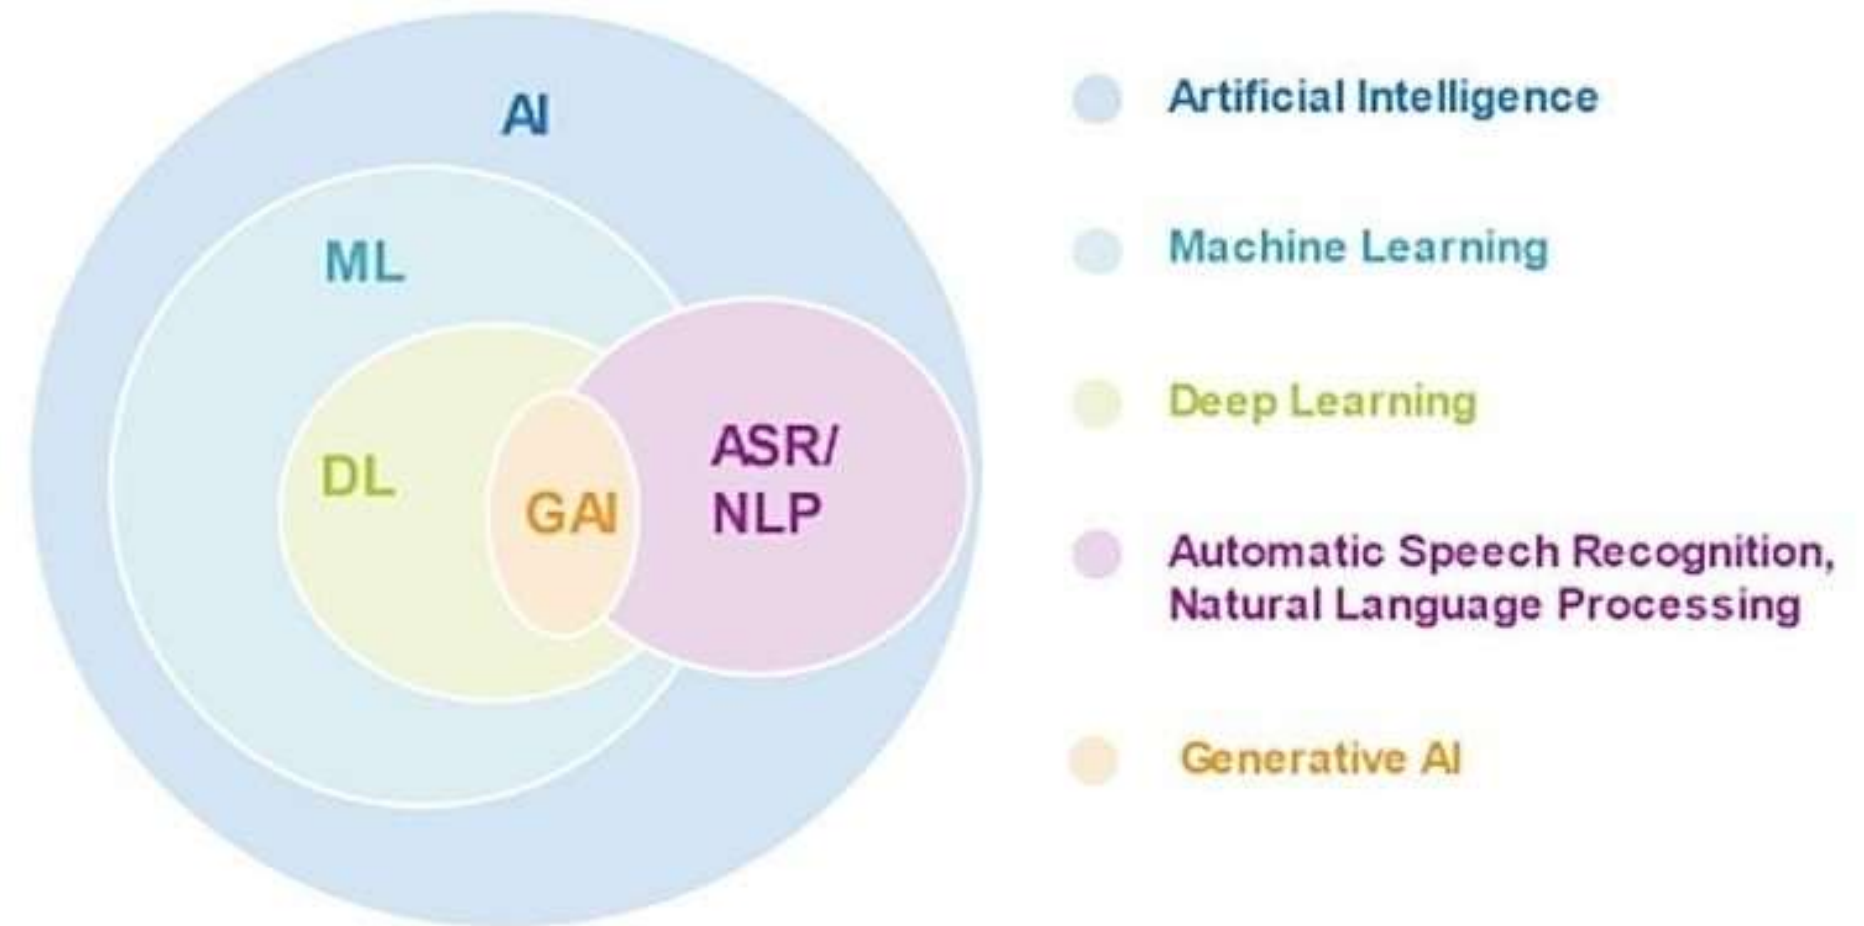 AI
ML
DL
GAI
ASR/
NLP
Artificial Intelligence
Machine Learning
Deep Learning
Automatic Speech Recognition,
Natural Language Processing
Generative AI